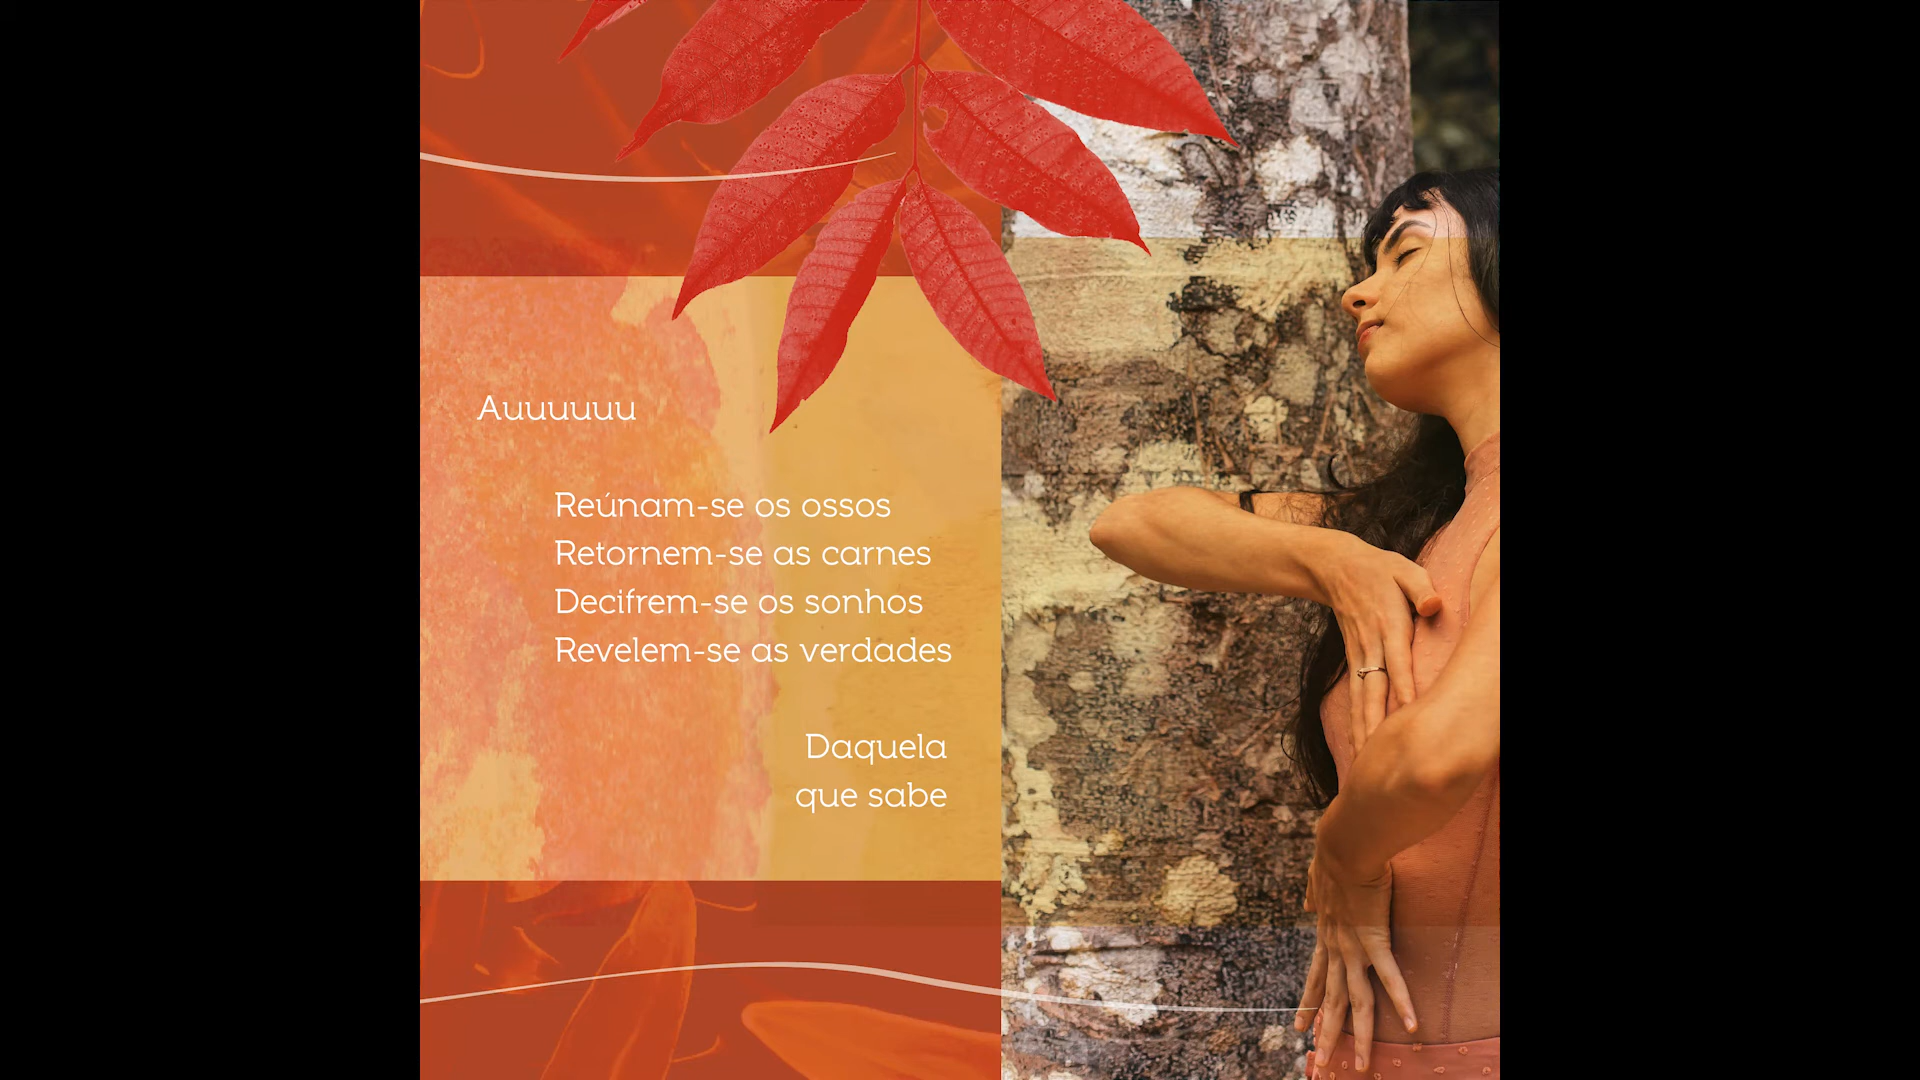 Auuuuuu
Reúnam-se os ossos
Retornem-se as carnes
Decifrem-se os sonhos
Revelem-se as verdades
Daquela
que sabe